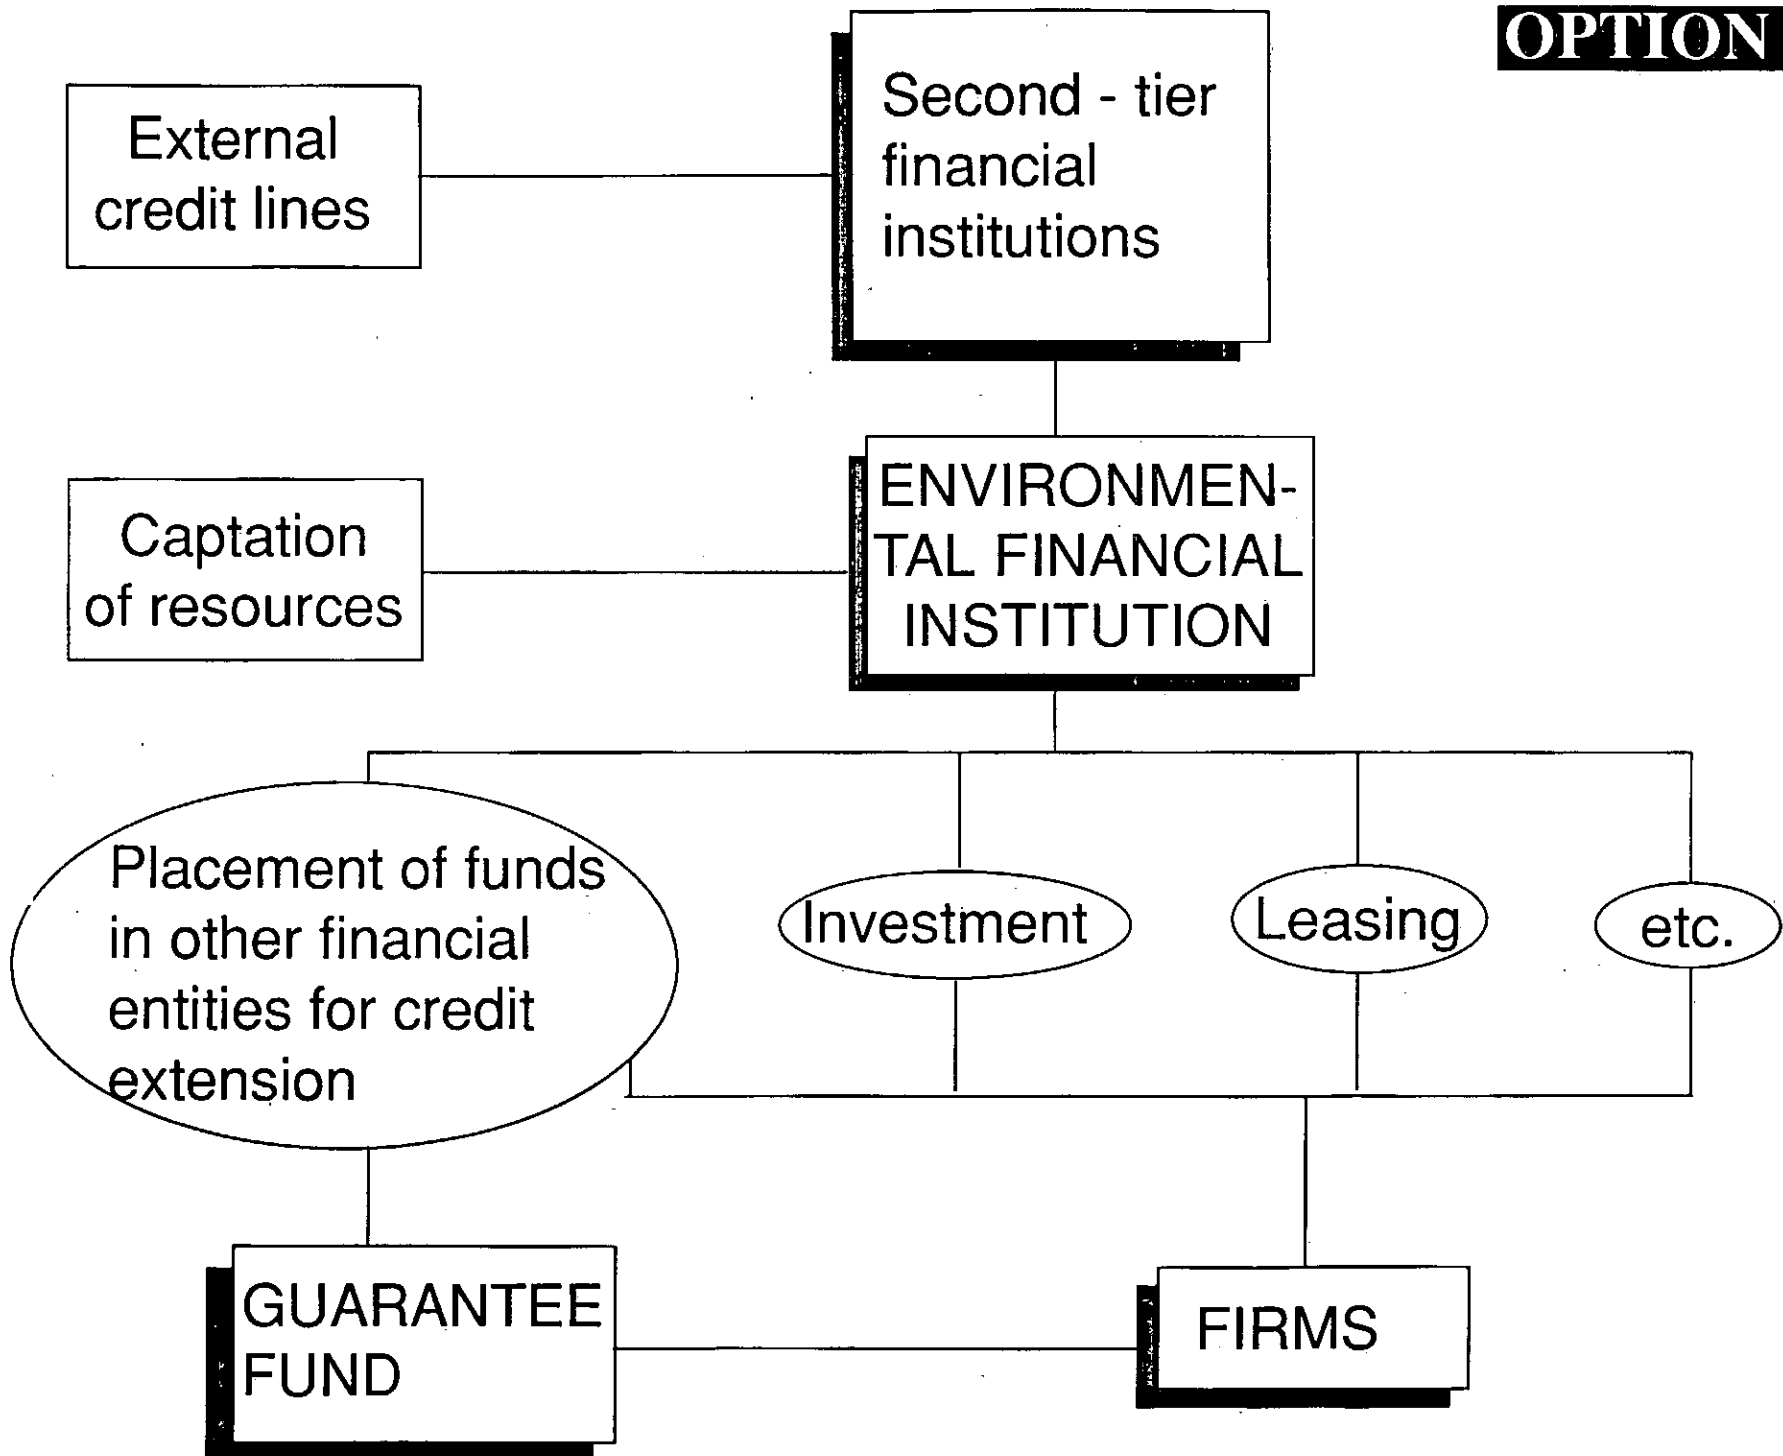 OPTION
External
credit lines
Second - tier
financial
institutions
Captation
of resources
ENVIRONMEN-
TAL FINANCIAL
INSTITUTION
Placement of funds
in other financial
entities for credit
extension
Investment
Leasing
etc.
GUARANTEE
FUND
FIRMS